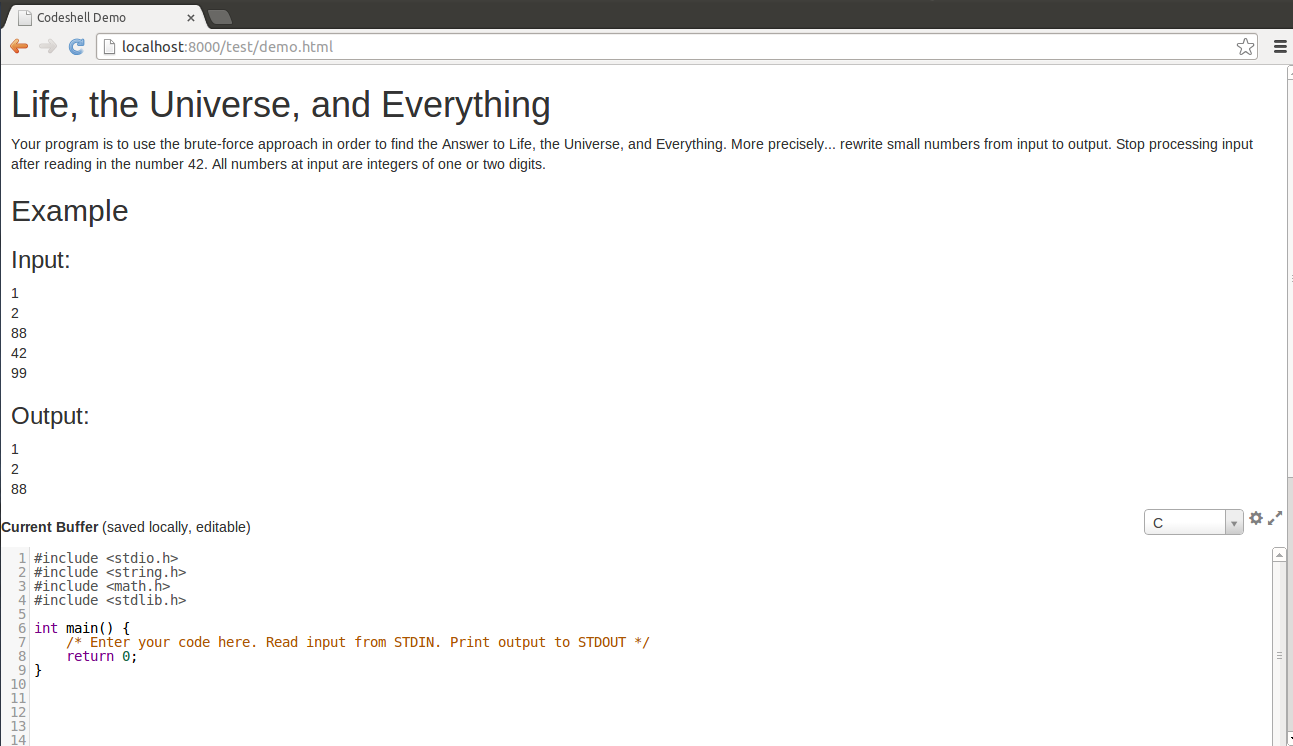 Codeshell Demo
localhost:8000/test/demo.html
Life, the Universe, and Everything
Your program is to use the brute-force approach in order to find the Answer to Life, the Universe, and Everything. More precisely... rewrite small numbers from input to output. Stop processing input
after reading in the number 42. All numbers at input are integers of one or two digits.
Example
Input:
1
2
88
42
99
Output:
1
2
88
Current Buffer (saved locally, editable)
C
1 #include <stdio.h>
2 #include <string.h>
3 #include <math.h>
4 #include <stdlib.h>
5
6 int main() {
7     /* Enter your code here. Read input from STDIN. Print output to STDOUT */
8     return 0;
9 }
10
11
12
13
14